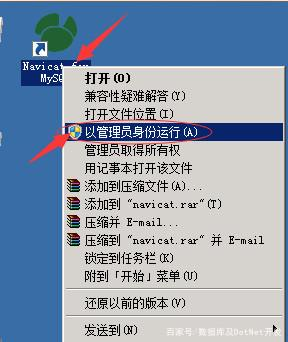 Navicat for
MySQL
打开(O)
兼容性疑难解答(Y)
打开文件位置(I)
以管理员身份运行(A)
管理员取得所有权
用记事本打开该文件
添加到压缩文件(A)...
添加到 "navicat.rar"(T)
压缩并 E-mail...
压缩到 "navicat.rar" 并 E-mail
锁定到任务栏(K)
附到「开始」菜单(U)
还原以前的版本(V)
发送到(N)
百家号/数据库及DotNet开发